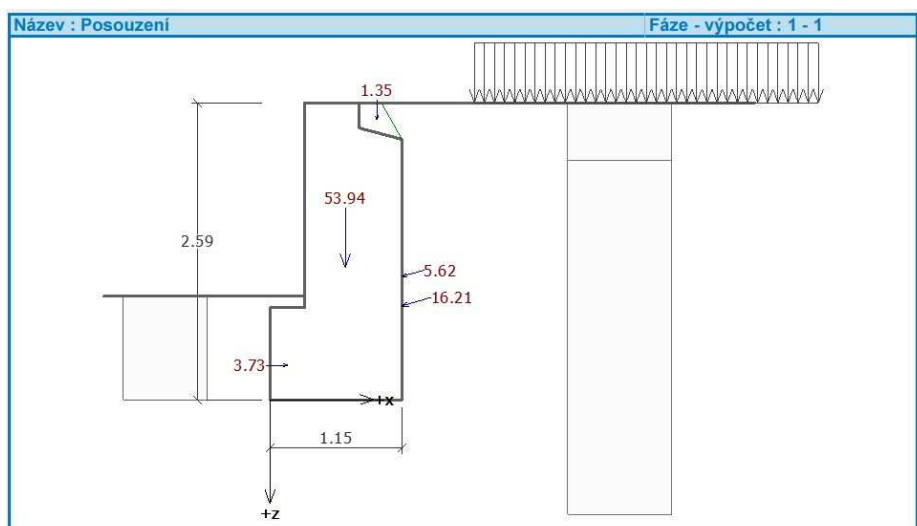 Název : Posouzení
Fáze - výpočet : 1 - 1
1.35
53.94
2.59
5.62
16.21
3.73
+x
1.15
+z